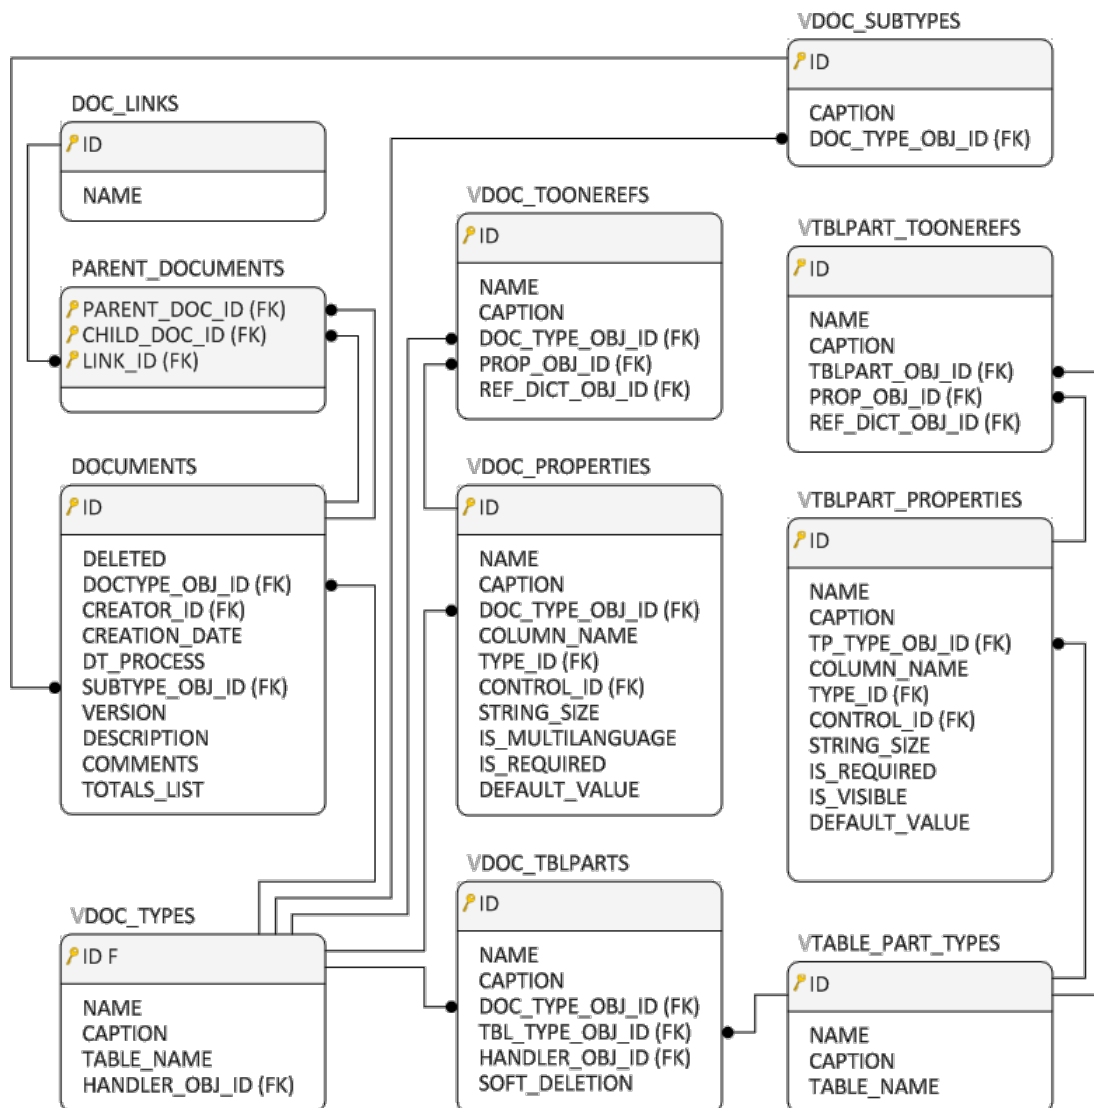 DOC_LINKS
ID
NAME
PARENT_DOCUMENTS
PARENT_DOC_ID (FK)
CHILD_DOC_ID (FK)
LINK_ID (FK)
DOCUMENTS
ID
DELETED
DOCTYPE_OBJ_ID (FK)
CREATOR_ID (FK)
CREATION_DATE
DT_PROCESS
SUBTYPE_OBJ_ID (FK)
VERSION
DESCRIPTION
COMMENTS
TOTALS_LIST
VDOC_TYPES
ID F
NAME
CAPTION
TABLE_NAME
HANDLER_OBJ_ID (FK)
VDOC_TOONEREFS
ID
NAME
CAPTION
DOC_TYPE_OBJ_ID (FK)
PROP_OBJ_ID (FK)
REF_DICT_OBJ_ID (FK)
VDOC_PROPERTIES
ID
NAME
CAPTION
DOC_TYPE_OBJ_ID (FK)
COLUMN_NAME
TYPE_ID (FK)
CONTROL_ID (FK)
STRING_SIZE
IS_MULTILANGUAGE
IS_REQUIRED
DEFAULT_VALUE
VDOC_TBLPARTS
ID
NAME
CAPTION
DOC_TYPE_OBJ_ID (FK)
TBL_TYPE_OBJ_ID (FK)
HANDLER_OBJ_ID (FK)
SOFT_DELETION
VDOC_SUBTYPES
ID
CAPTION
DOC_TYPE_OBJ_ID (FK)
VTBLPART_TOONEREFS
ID
NAME
CAPTION
TBLPART_OBJ_ID (FK)
PROP_OBJ_ID (FK)
REF_DICT_OBJ_ID (FK)
VTBLPART_PROPERTIES
ID
NAME
CAPTION
TP_TYPE_OBJ_ID (FK)
COLUMN_NAME
TYPE_ID (FK)
CONTROL_ID (FK)
STRING_SIZE
IS_REQUIRED
IS_VISIBLE
DEFAULT_VALUE
VTABLE_PART_TYPES
ID
NAME
CAPTION
TABLE_NAME